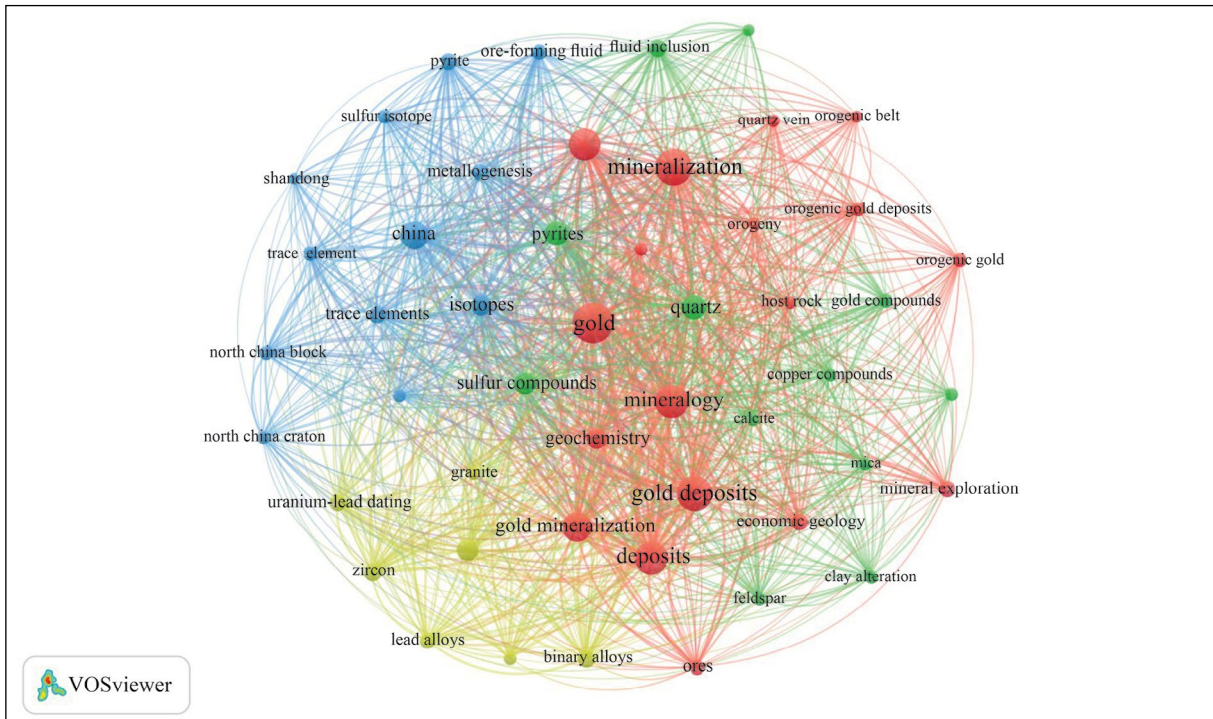 fluid inclusion
ore-forming fluid
pyrite
sulfur isotope
quartz vein
orogenic belt
mineralization
metallogenesis
shandong
orogenic gold deposits
orogeny
china
pyrites
trace element
orogenic gold
isotopes
quartz
host rock
gold compounds
trace elements
gold
north china block
copper compounds
sulfur compounds
mineralogy
calcite
north china craton
geochemistry
mica
granite
mineral exploration
uranium-lead dating
gold deposits
gold mineralization
economic geology
deposits
zircon
clay alteration
feldspar
lead alloys
binary alloys
ores
VOSviewer